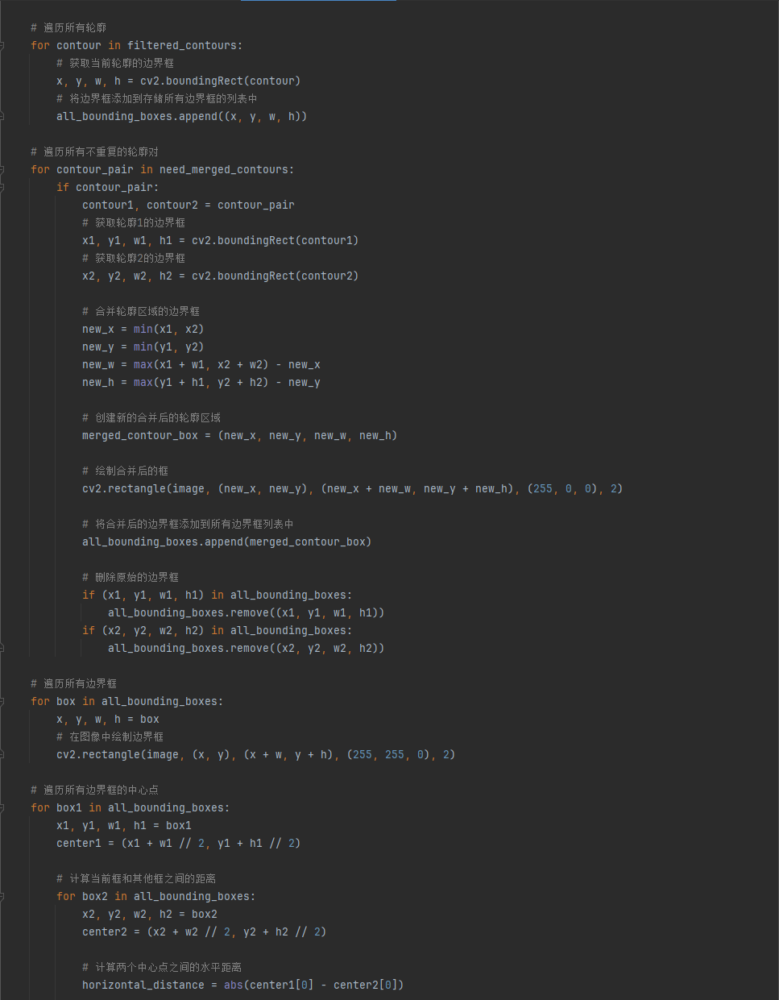 # 遍历所有轮廓
for contour in filtered_contours:
    # 获取当前轮廓的边界框
    x, y, w, h = cv2.boundingRect(contour)
    # 将边界框添加到存储所有边界框的列表中
    all_bounding_boxes.append((x, y, w, h))
# 遍历所有不重复的轮廓对
for contour_pair in need_merged_contours:
    if contour_pair:
        contour1, contour2 = contour_pair
        # 获取轮廓1的边界框
        x1, y1, w1, h1 = cv2.boundingRect(contour1)
        # 获取轮廓2的边界框
        x2, y2, w2, h2 = cv2.boundingRect(contour2)
        # 合并轮廓区域的边界框
        new_x = min(x1, x2)
        new_y = min(y1, y2)
        new_w = max(x1 + w1, x2 + w2) - new_x
        new_h = max(y1 + h1, y2 + h2) - new_y
        # 创建新的合并后的轮廓区域
        merged_contour_box = (new_x, new_y, new_w, new_h)
        # 绘制合并后的框
        cv2.rectangle(image, (new_x, new_y), (new_x + new_w, new_y + new_h), (255, 0, 0), 2)
        # 将合并后的边界框添加到所有边界框列表中
        all_bounding_boxes.append(merged_contour_box)
        # 删除原始的边界框
        if (x1, y1, w1, h1) in all_bounding_boxes:
            all_bounding_boxes.remove((x1, y1, w1, h1))
        if (x2, y2, w2, h2) in all_bounding_boxes:
            all_bounding_boxes.remove((x2, y2, w2, h2))
# 遍历所有边界框
for box in all_bounding_boxes:
    x, y, w, h = box
    # 在图像中绘制边界框
    cv2.rectangle(image, (x, y), (x + w, y + h), (255, 255, 0), 2)
# 遍历所有边界框的中心点
for box1 in all_bounding_boxes:
    x1, y1, w1, h1 = box1
    center1 = (x1 + w1 // 2, y1 + h1 // 2)
    # 计算当前框和其他框之间的距离
    for box2 in all_bounding_boxes:
        x2, y2, w2, h2 = box2
        center2 = (x2 + w2 // 2, y2 + h2 // 2)
        # 计算两个中心点之间的水平距离
        horizontal_distance = abs(center1[0] - center2[0])